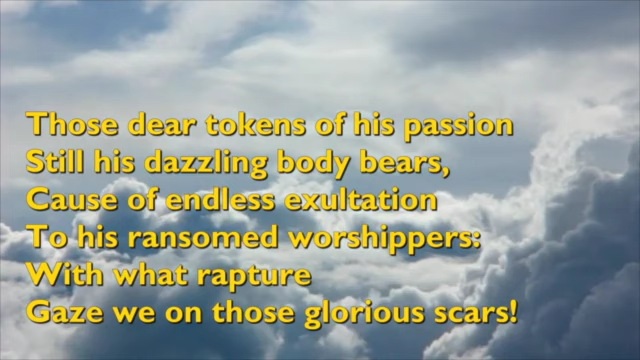 Those dear tokens of his passion
Still his dazzling body bears,
Cause of endless exultation
To his ransomed worshippers:
With what rapture
Gaze we on those glorious scars!